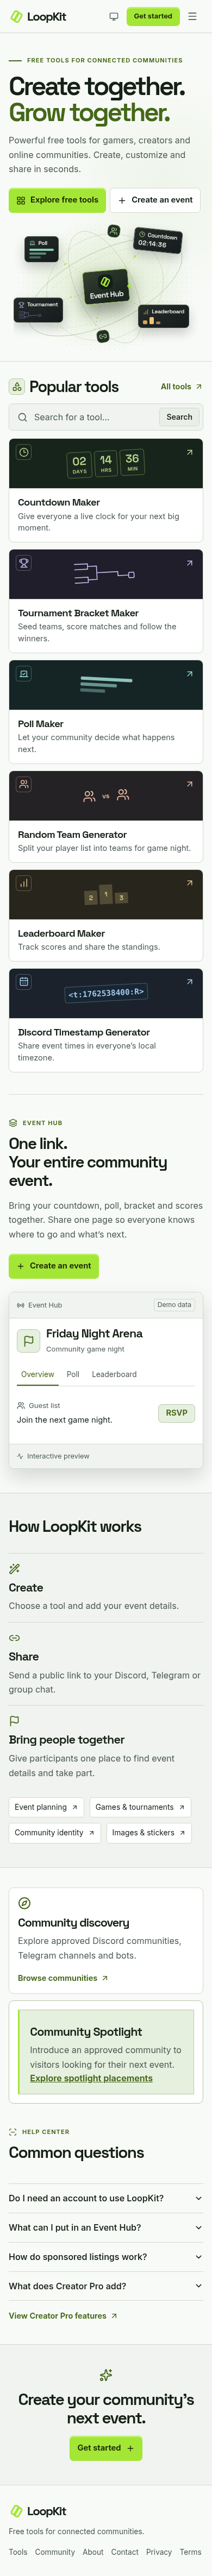 LoopKit
Get started
FREE TOOLS FOR CONNECTED COMMUNITIES
Create together.
Grow together.
Powerful free tools for gamers, creators and
online communities. Create, customize and
share in seconds.
Explore free tools
Create an event
Poll
Countdown
02:14:36
Event Hub
Tournament
Leaderboard
Popular tools
All tools
Search for a tool...
Search
02 14 36
DAYS HRS MIN
Countdown Maker
Give everyone a live clock for your next big
moment.
Tournament Bracket Maker
Seed teams, score matches and follow the
winners.
Poll Maker
Let your community decide what happens
next.
VS
Random Team Generator
Split your player list into teams for game night.
2 1 3
Leaderboard Maker
Track scores and share the standings.
<t:1762538400:R>
Discord Timestamp Generator
Share event times in everyone's local
timezone.
EVENT HUB
One link.
Your entire community
event.
Bring your countdown, poll, bracket and scores
together. Share one page so everyone knows
where to go and what's next.
Create an event
Event Hub
Demo data
Friday Night Arena
Community game night
Overview Poll Leaderboard
Guest list
Join the next game.
RSVP
Interactive preview
How LoopKit works
Create
Choose a tool and add your event details.
Share
Send a public link to your Discord, Telegram or
group chat.
Bring people together
Give participants one place to find event
details and take part.
Event planning
Games & tournaments
Community identity
Images & stickers
Community discovery
Explore approved Discord communities,
Telegram channels and bots.
Browse communities
Community Spotlight
Introduce an approved community to
visitors looking for their next event.
Explore spotlight placements
HELP CENTER
Common questions
Do I need an account to use LoopKit?
What can I put in an Event Hub?
How do sponsored listings work?
What does Creator Pro add?
View Creator Pro features
Create your community's
next event.
Get started
LoopKit
Free tools for connected communities.
Tools Community About Contact Privacy Terms